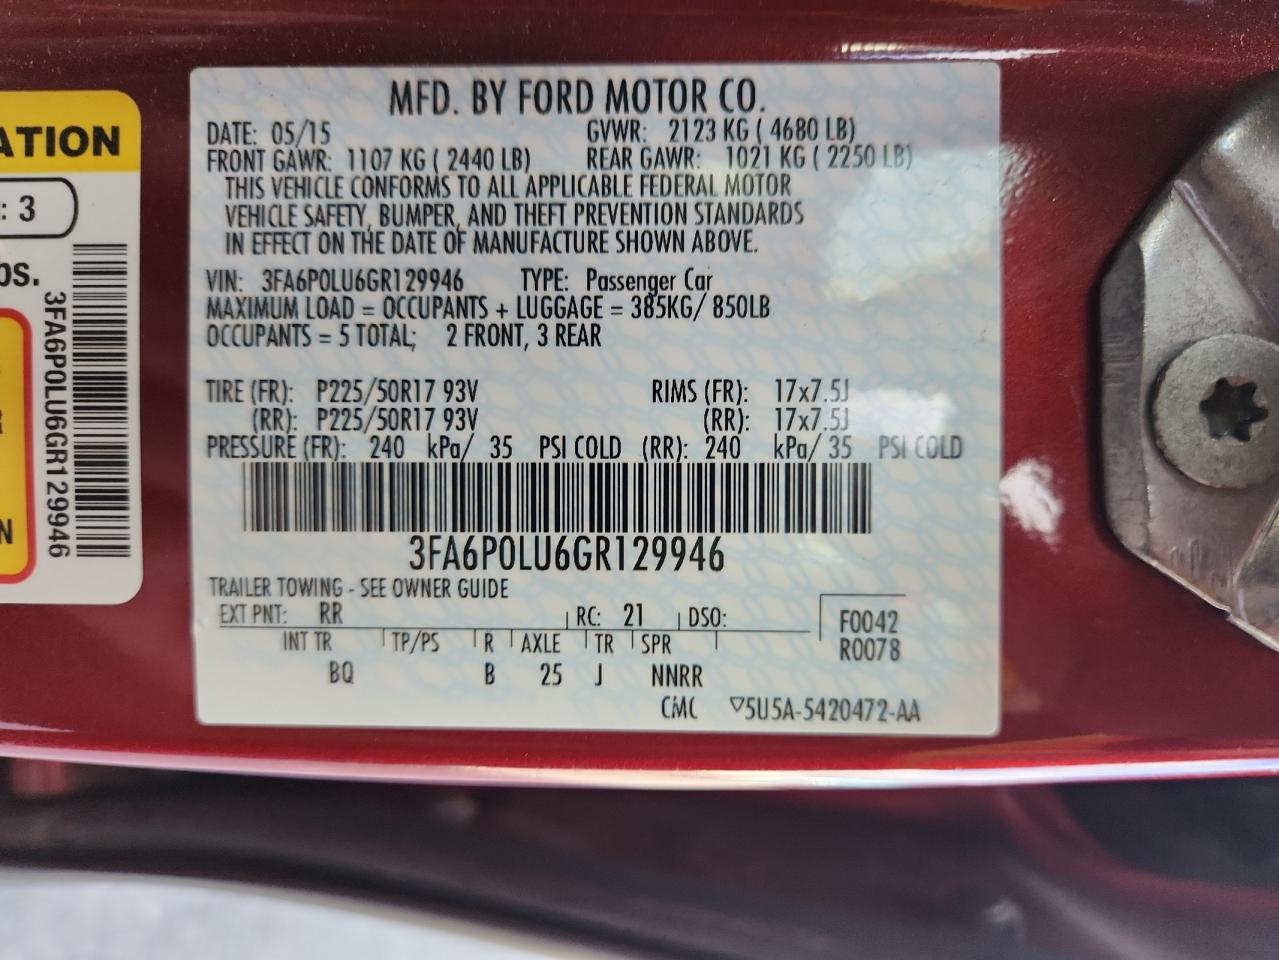 ATION
: 3
bs.
3FA6P0LU6GR129946
N
MFD. BY FORD MOTOR CO.
DATE: 05/15 GVWR: 2123 KG ( 4680 LB)
FRONT GAWR: 1107 KG ( 2440 LB) REAR GAWR: 1021 KG ( 2250 LB)
THIS VEHICLE CONFORMS TO ALL APPLICABLE FEDERAL MOTOR
VEHICLE SAFETY, BUMPER, AND THEFT PREVENTION STANDARDS
IN EFFECT ON THE DATE OF MANUFACTURE SHOWN ABOVE.
VIN: 3FA6P0LU6GR129946 TYPE: Passenger Car
MAXIMUM LOAD = OCCUPANTS + LUGGAGE = 385KG/ 850LB
OCCUPANTS = 5 TOTAL; 2 FRONT, 3 REAR
TIRE (FR): P225/50R17 93V RIMS (FR): 17x7.5J
(RR): P225/50R17 93V (RR): 17x7.5J
PRESSURE (FR): 240 kPa/ 35 PSI COLD (RR): 240 kPa/ 35 PSI COLD
3FA6P0LU6GR129946
TRAILER TOWING - SEE OWNER GUIDE
EXT PNT: RR RC: 21 DSO: F0042
INT TR TP/PS R AXLE TR SPR R0078
BQ B 25 J NNRR
CMC ▽5U5A-5420472-AA